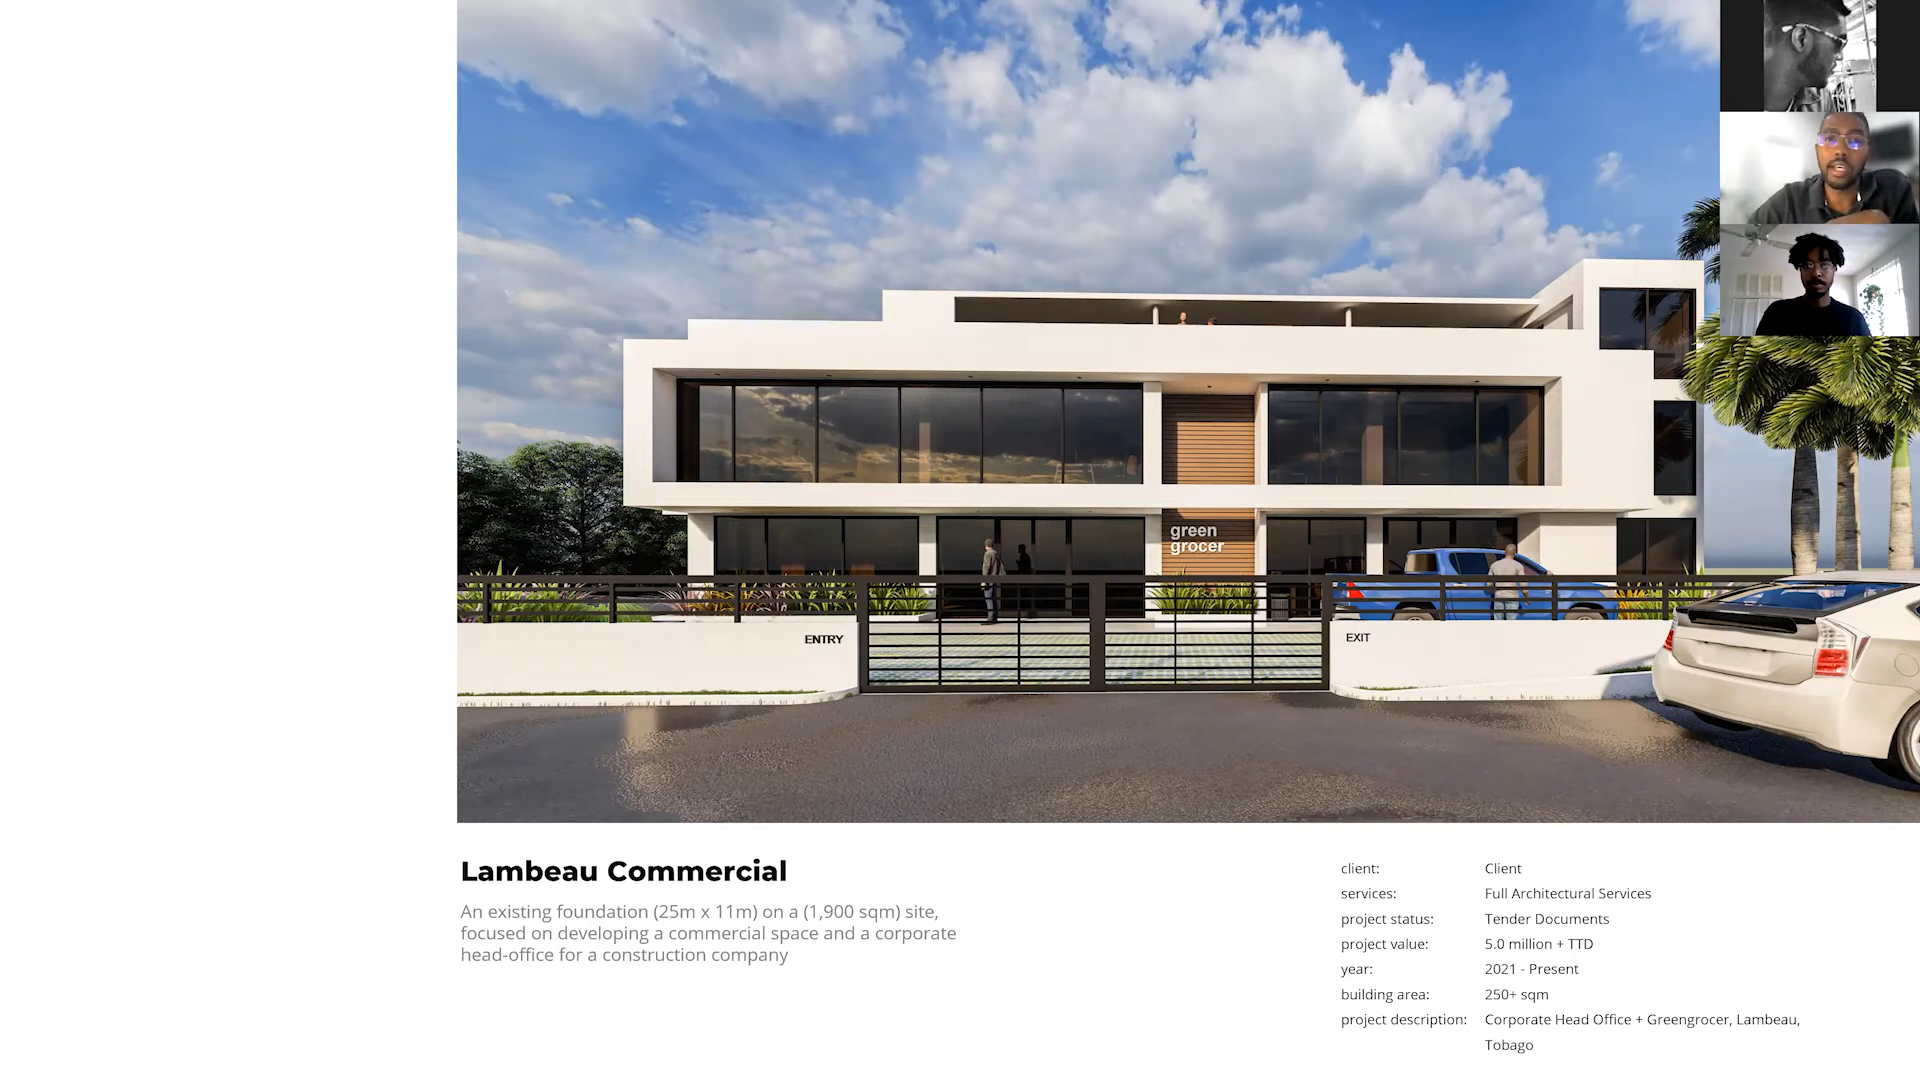 green
grocer
ENTRY
EXIT
Lambeau Commercial
An existing foundation (25m x 11m) on a (1,900 sqm) site,
focused on developing a commercial space and a corporate
head-office for a construction company
client: Client
services: Full Architectural Services
project status: Tender Documents
project value: 5.0 million + TTD
year: 2021 - Present
building area: 250+ sqm
project description: Corporate Head Office + Greengrocer, Lambeau,
Tobago